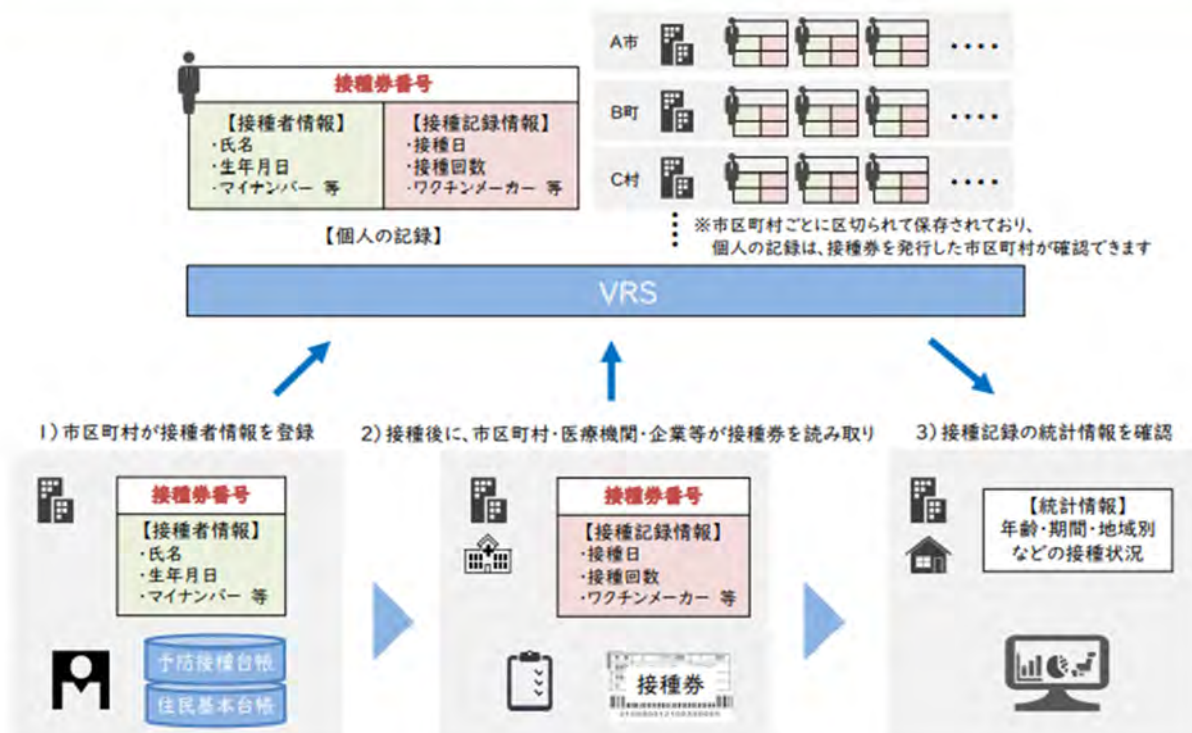 接種券番号
【接種者情報】
・氏名
・生年月日
・マイナンバー 等
【接種記録情報】
・接種日
・接種回数
・ワクチンメーカー 等
【個人の記録】
A市
・・・・
B町
・・・・
C村
・・・・
※市区町村ごとに区切られて保存されており、
個人の記録は、接種券を発行した市区町村が確認できます
VRS
1)市区町村が接種者情報を登録
接種券番号
【接種者情報】
・氏名
・生年月日
・マイナンバー 等
予防接種台帳
住民基本台帳
2)接種後に、市区町村・医療機関・企業等が接種券を読み取り
接種券番号
【接種記録情報】
・接種日
・接種回数
・ワクチンメーカー 等
接種券
3)接種記録の統計情報を確認
【統計情報】
年齢・期間・地域別
などの接種状況